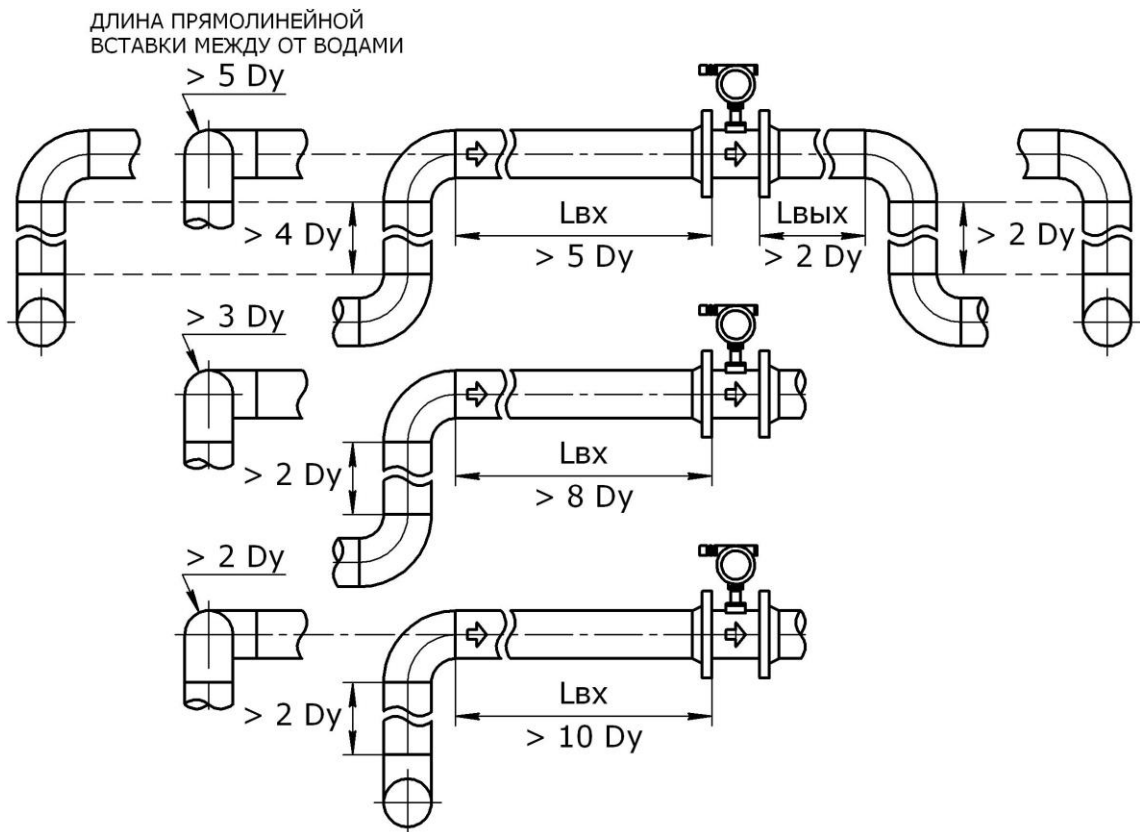 ДЛИНА ПРЯМОЛИНЕЙНОЙ
ВСТАВКИ МЕЖДУ ОТ ВОДАМИ
> 5 Dy
> 4 Dy
Lвх
> 5 Dy
Lвых
> 2 Dy
> 2 Dy
> 3 Dy
> 2 Dy
Lвх
> 8 Dy
> 2 Dy
> 2 Dy
Lвх
> 10 Dy